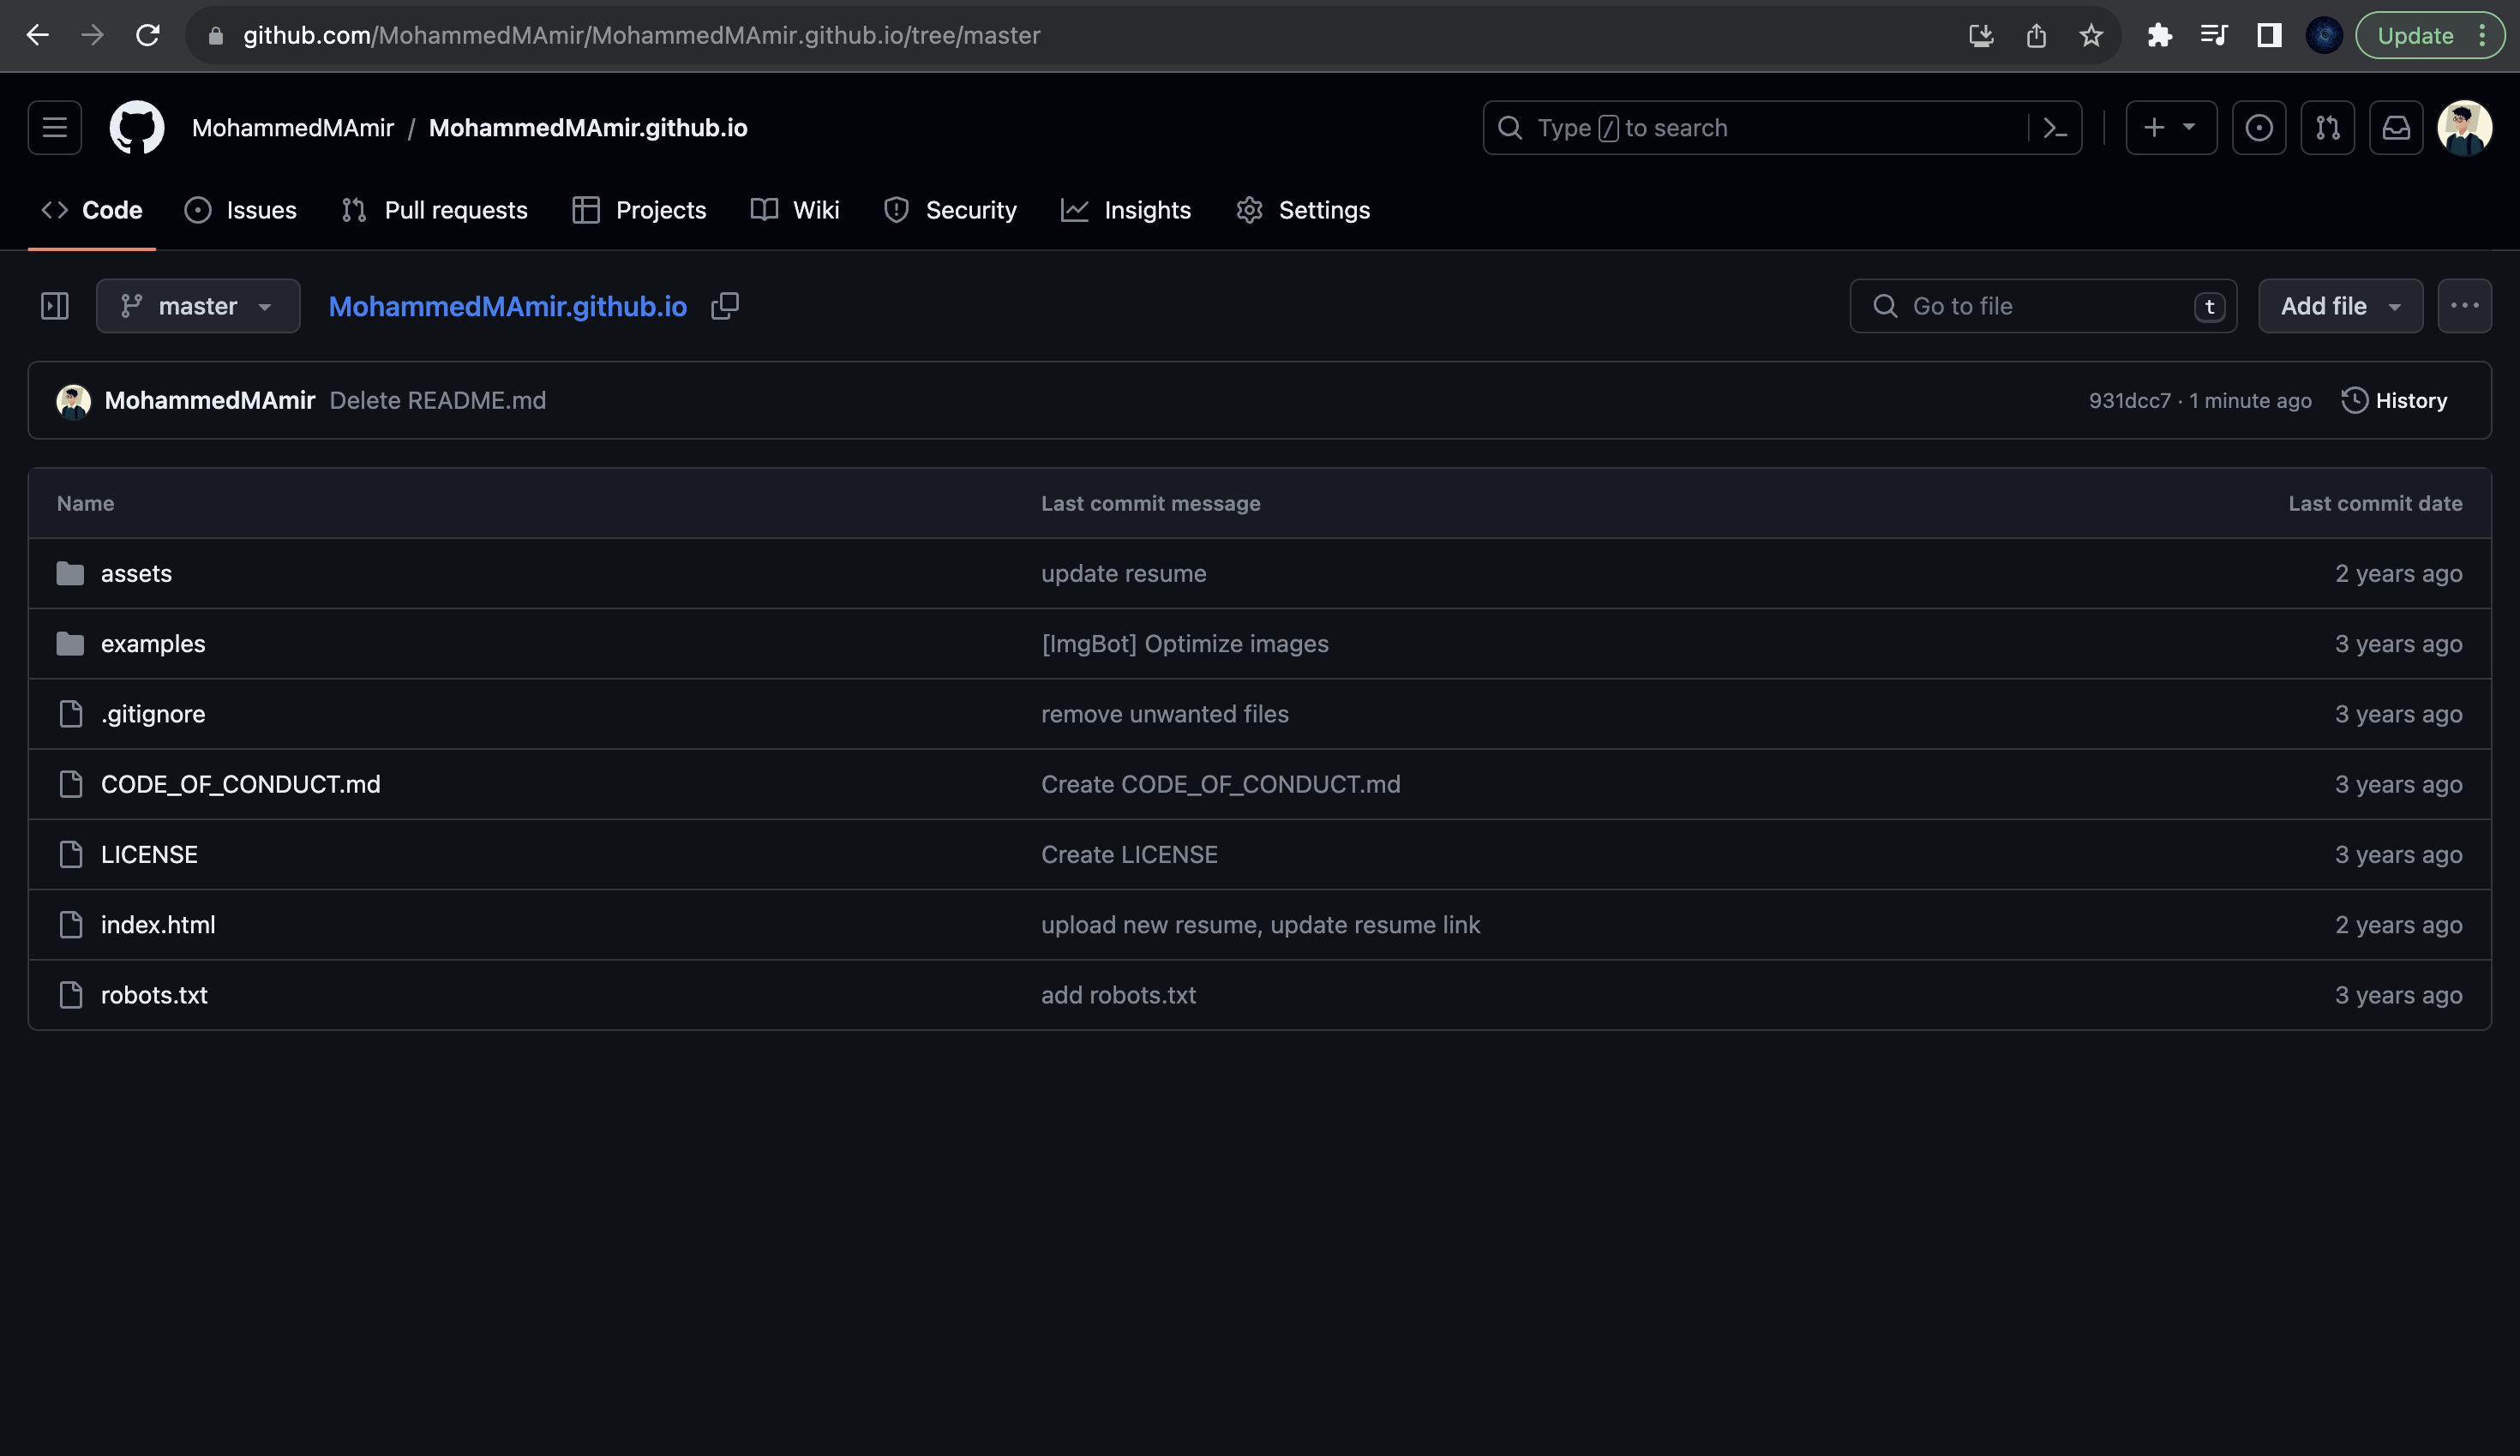 github.com/MohammedMAmir/MohammedMAmir.github.io/tree/master
Update
MohammedMAmir / MohammedMAmir.github.io
Type / to search
Code Issues Pull requests Projects Wiki Security Insights Settings
master MohammedMAmir.github.io
Go to file t
Add file
MohammedMAmir Delete README.md 931dcc7 · 1 minute ago History
Name Last commit message Last commit date
assets update resume 2 years ago
examples [ImgBot] Optimize images 3 years ago
.gitignore remove unwanted files 3 years ago
CODE_OF_CONDUCT.md Create CODE_OF_CONDUCT.md 3 years ago
LICENSE Create LICENSE 3 years ago
index.html upload new resume, update resume link 2 years ago
robots.txt add robots.txt 3 years ago